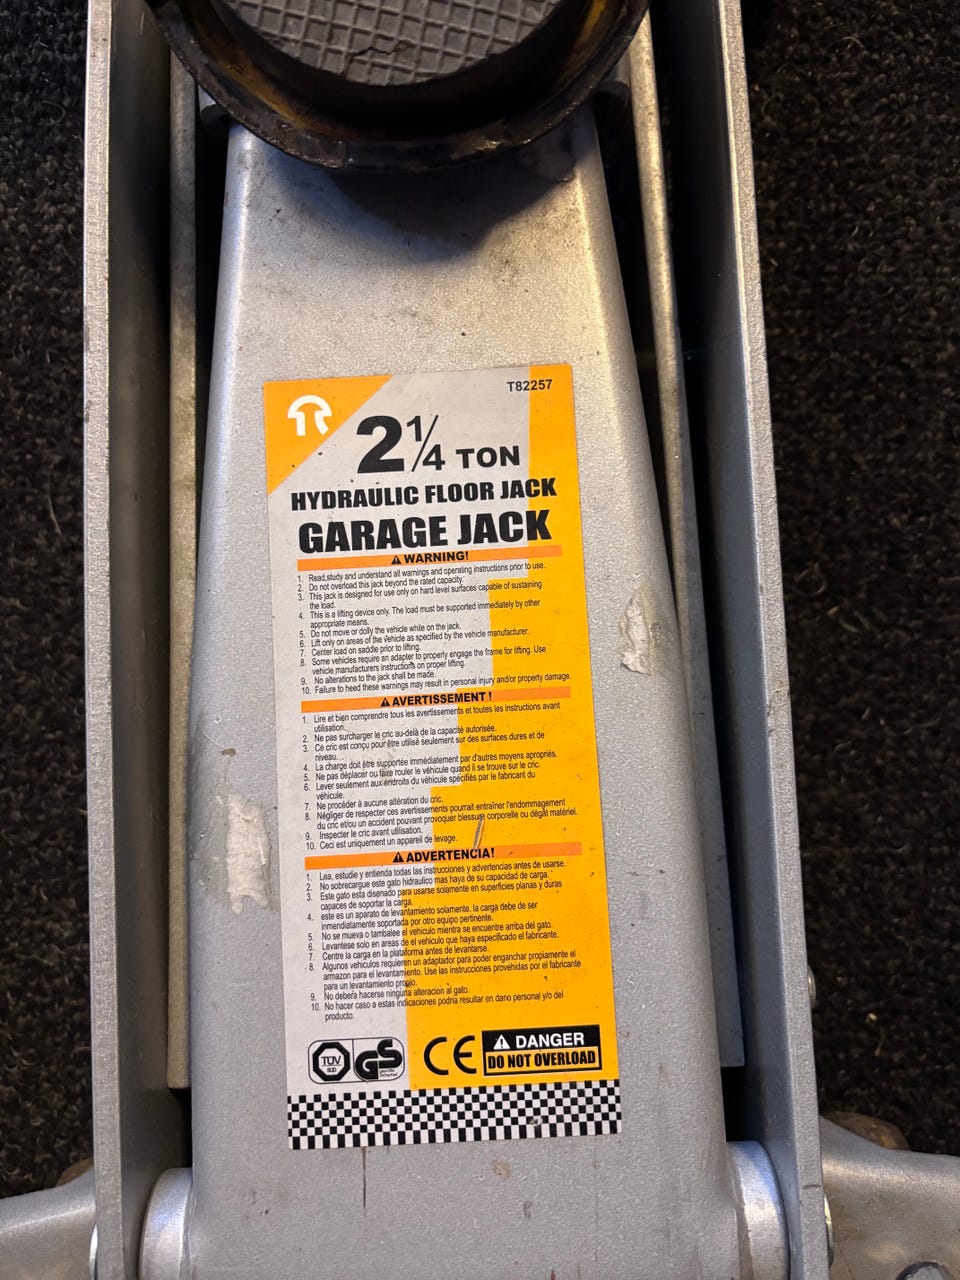 T82257
2 1/4 TON
HYDRAULIC FLOOR JACK
GARAGE JACK
WARNING!
1. Read,study and understand all warnings and operating instructions prior to use.
2. Do not overload this jack beyond the rated capacity.
3. This jack is designed for use only on hard level surfaces capable of sustaining
the load.
4. This is a lifting device only. The load must be supported immediately by other
appropriate means.
5. Do not move or dolly the vehicle while on the jack.
6. Lift only on areas of the vehicle as specified by the vehicle manufacturer.
7. Center load on saddle prior to lifting.
8. Some vehicles require an adapter to properly engage the frame for lifting. Use
vehicle manufacturers instructions on proper lifting.
9. No alterations to the jack shall be made.
10. Failure to heed these warnings may result in personal injury and/or property damage.
AVERTISSEMENT !
1. Lire et bien comprendre tous les avertissements et toutes les instructions avant
utilisation.
2. Ne pas surcharger le cric au-delà de la capacité autorisée.
3. Ce cric est conçu pour être utilisé seulement sur des surfaces dures et de
niveau.
4. La charge doit être supportée immédiatement par d'autres moyens apropriés.
5. Ne pas déplacer ou faire rouler le véhicule quand il se trouve sur le cric.
6. Lever seulement aux endroits du véhicule spécifiés par le fabricant du
véhicule.
7. Ne procéder à aucune altération du cric.
8. Négliger de respecter ces avertissements pourrait entraîner l'endommagement
du cric et/ou un accident pouvant provoquer blessure corporelle ou dégât matériel.
9. Inspecter le cric avant utilisation.
10. Ceci est uniquement un appareil de levage.
ADVERTENCIA!
1. Lea, estudie y entienda todas las instrucciones y advertencias antes de usarse.
2. No sobrecargue este gato hidraulico mas haya de su capacidad de carga.
3. Este gato esta disenado para usarse solamente en superficies planas y duras
capaces de soportar la carga.
4. este es un aparato de levantamiento solamente. la carga debe de ser
inmendiatamente soportada por otro equipo pertinente.
5. No se mueva o tambalee el vehiculo mientra se encuentre arriba del gato.
6. Levantese solo en areas de el vehiculo que haya especificado el fabricante.
7. Centre la carga en la plataforma antes de levantarse.
8. Algunos vehiculos requieren un adaptador para poder enganchar propiamente el
armazon para el levantamiento. Use las instrucciones provehidas por el fabricante
para un levantamiento propio.
9. No debera hacerse ninguna alteracion al gato.
10. No hacer caso a estas indicaciones podria resultar en dano personal y/o del
producto.
TÜV
SÜD
GS
geprüfte
Sicherheit
CE
DANGER
DO NOT OVERLOAD